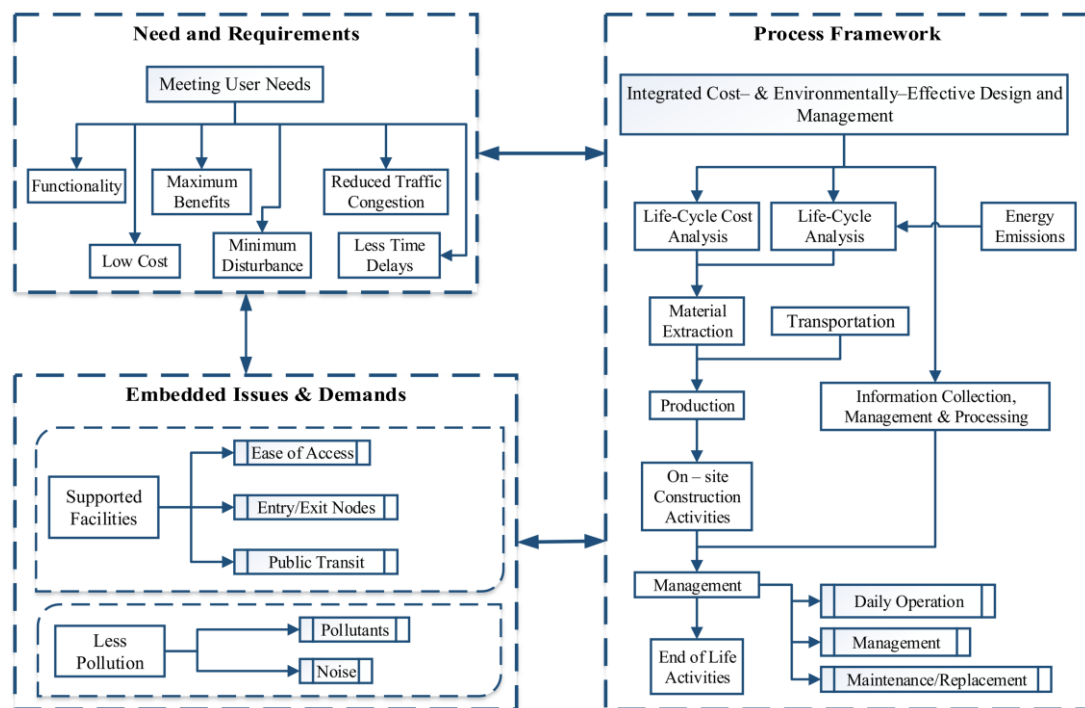 Need and Requirements
Meeting User Needs
Functionality
Maximum
Benefits
Reduced Traffic
Congestion
Low Cost
Minimum
Disturbance
Less Time
Delays
Embedded Issues & Demands
Supported
Facilities
Ease of Access
Entry/Exit Nodes
Public Transit
Less
Pollution
Pollutants
Noise
Process Framework
Integrated Cost– & Environmentally–Effective Design and
Management
Life-Cycle Cost
Analysis
Life-Cycle
Analysis
Energy
Emissions
Material
Extraction
Transportation
Production
Information Collection,
Management & Processing
On – site
Construction
Activities
Management
Daily Operation
Management
Maintenance/Replacement
End of Life
Activities